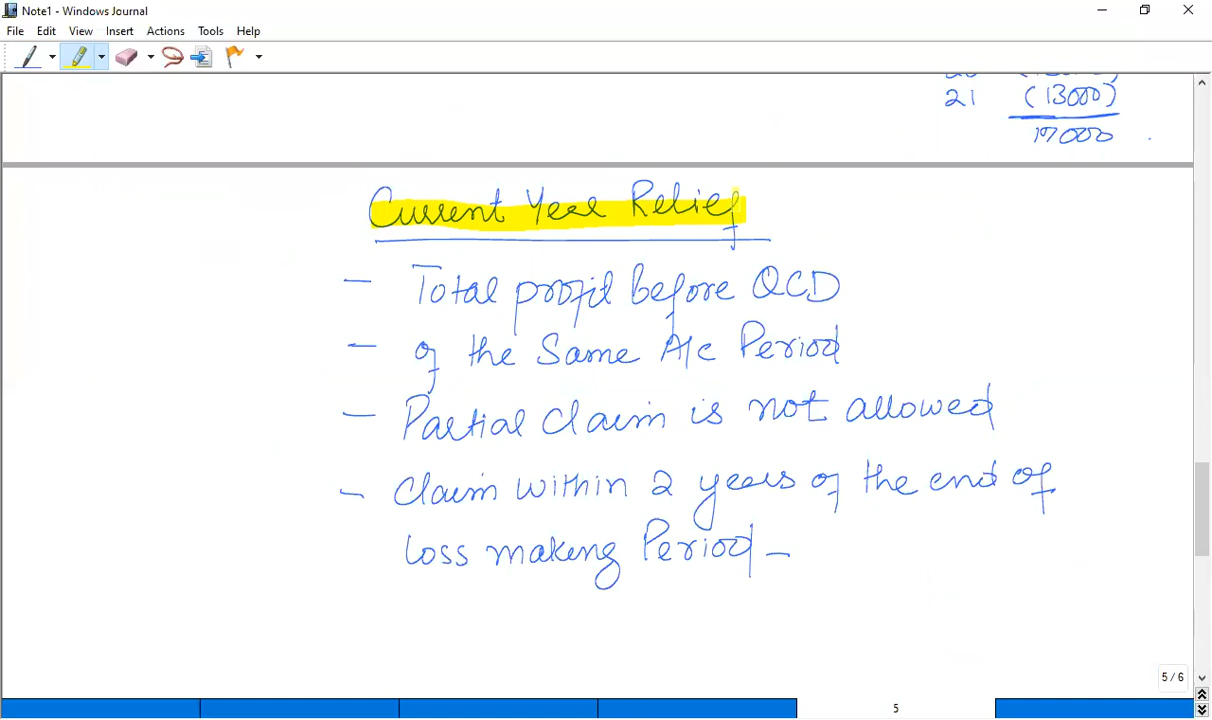 Note1 - Windows Journal
File Edit View Insert Actions Tools Help
21 (13000)
17000
Current Year Relief
- Total profit before QCD
- of the Same A/c Period
- Partial claim is not allowed
- Claim within 2 years of the end of
loss making Period -
5 / 6
5